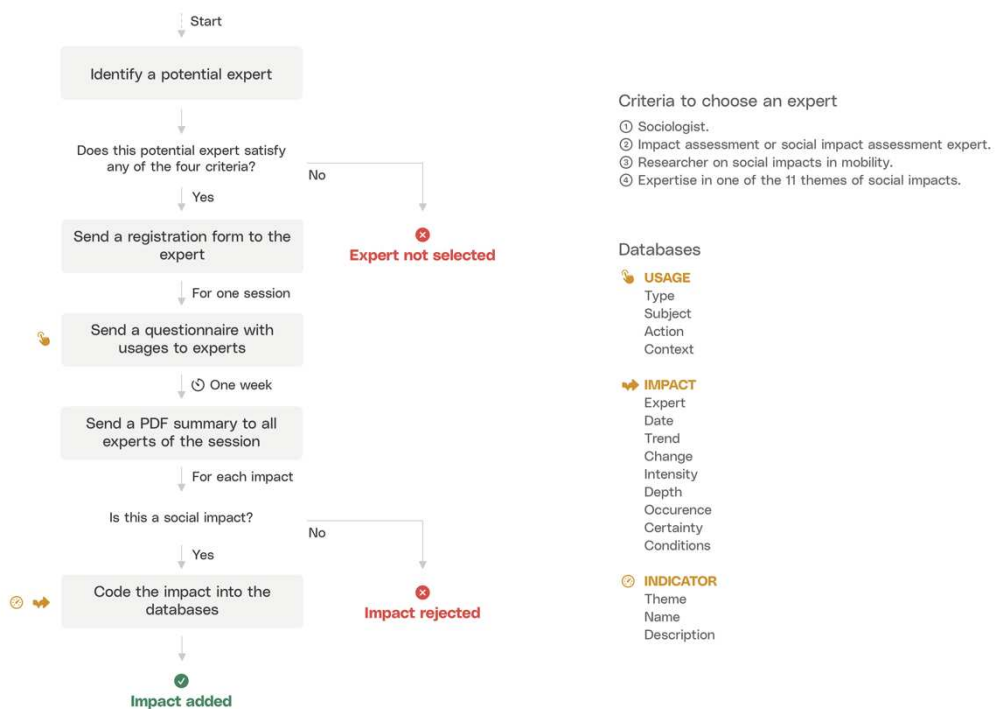 Start
Identify a potential expert
Does this potential expert satisfy
any of the four criteria?
No
Yes
Send a registration form to the
expert
Expert not selected
For one session
Send a questionnaire with
usages to experts
One week
Send a PDF summary to all
experts of the session
For each impact
Is this a social impact?
No
Yes
Code the impact into the
databases
Impact rejected
Impact added
Criteria to choose an expert
1 Sociologist.
2 Impact assessment or social impact assessment expert.
3 Researcher on social impacts in mobility.
4 Expertise in one of the 11 themes of social impacts.
Databases
USAGE
Type
Subject
Action
Context
IMPACT
Expert
Date
Trend
Change
Intensity
Depth
Occurence
Certainty
Conditions
INDICATOR
Theme
Name
Description